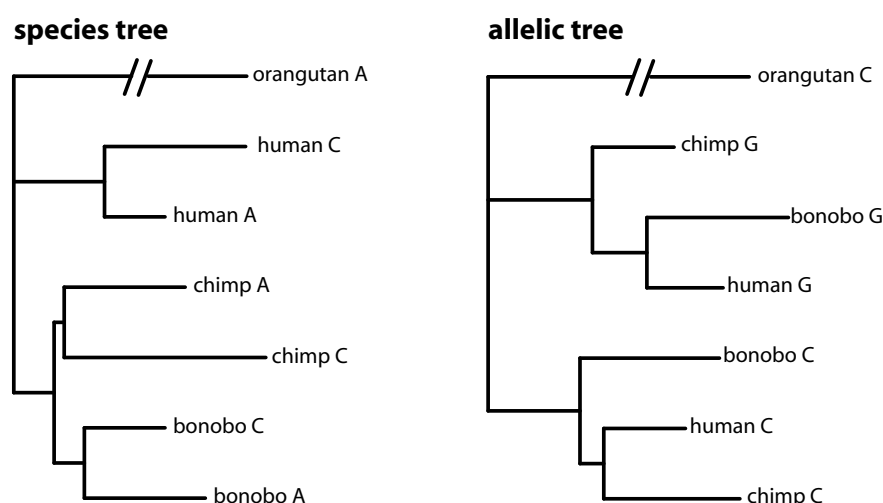 species tree
orangutan A
human C
human A
chimp A
chimp C
bonobo C
bonobo A
allelic tree
orangutan C
chimp G
bonobo G
human G
bonobo C
human C
chimp C